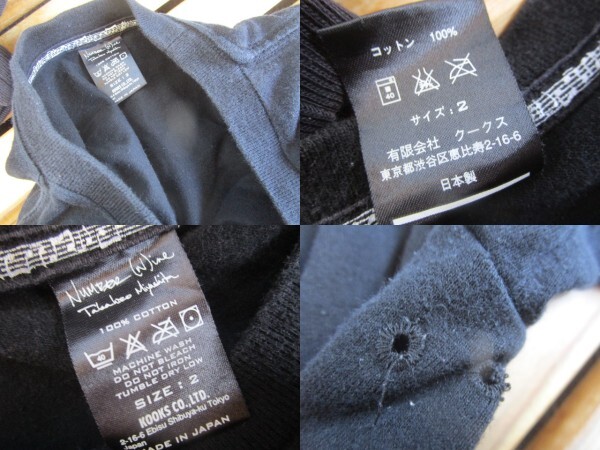 コットン 100%
40
サイズ:2
有限会社 クークス
東京都渋谷区恵比寿2-16-6
日本製
NUMBER (N)ine
Takahiro Miyashita
100% COTTON
40
MACHINE WASH
DO NOT BLEACH
DO NOT IRON
TUMBLE DRY LOW
SIZE: 2
KOOKS CO.,LTD.
2-16-6 Ebisu Shibuya-ku Tokyo
Japan
MADE IN JAPAN